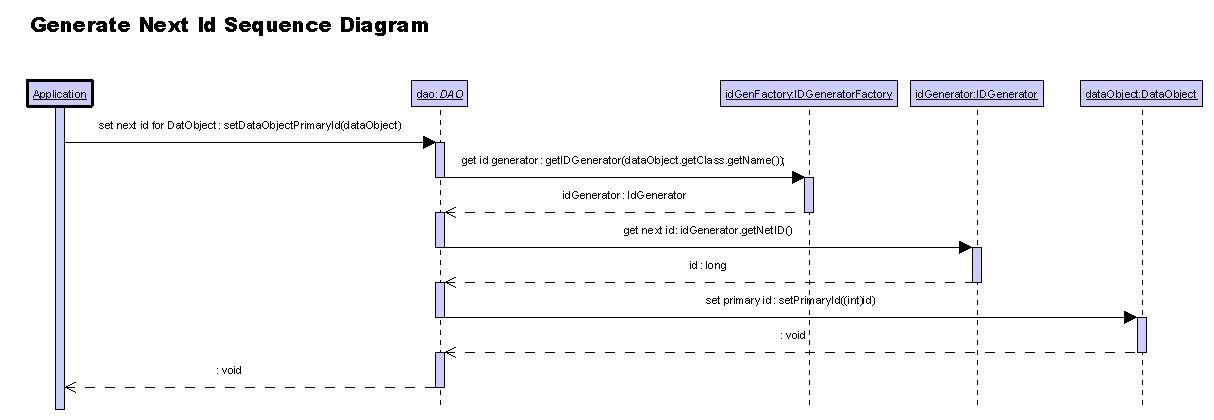 Generate Next Id Sequence Diagram
Application
dao:DAO
idGenFactory:IDGeneratorFactory
idGenerator:IDGenerator
dataObject:DataObject
set next id for DatObject : setDataObjectPrimaryId(dataObject)
get id generator : getIDGenerator(dataObject.getClass.getName());
idGenerator : IdGenerator
get next id : idGenerator.getNetID()
id : long
set primary id : setPrimaryId((int)id)
: void
: void